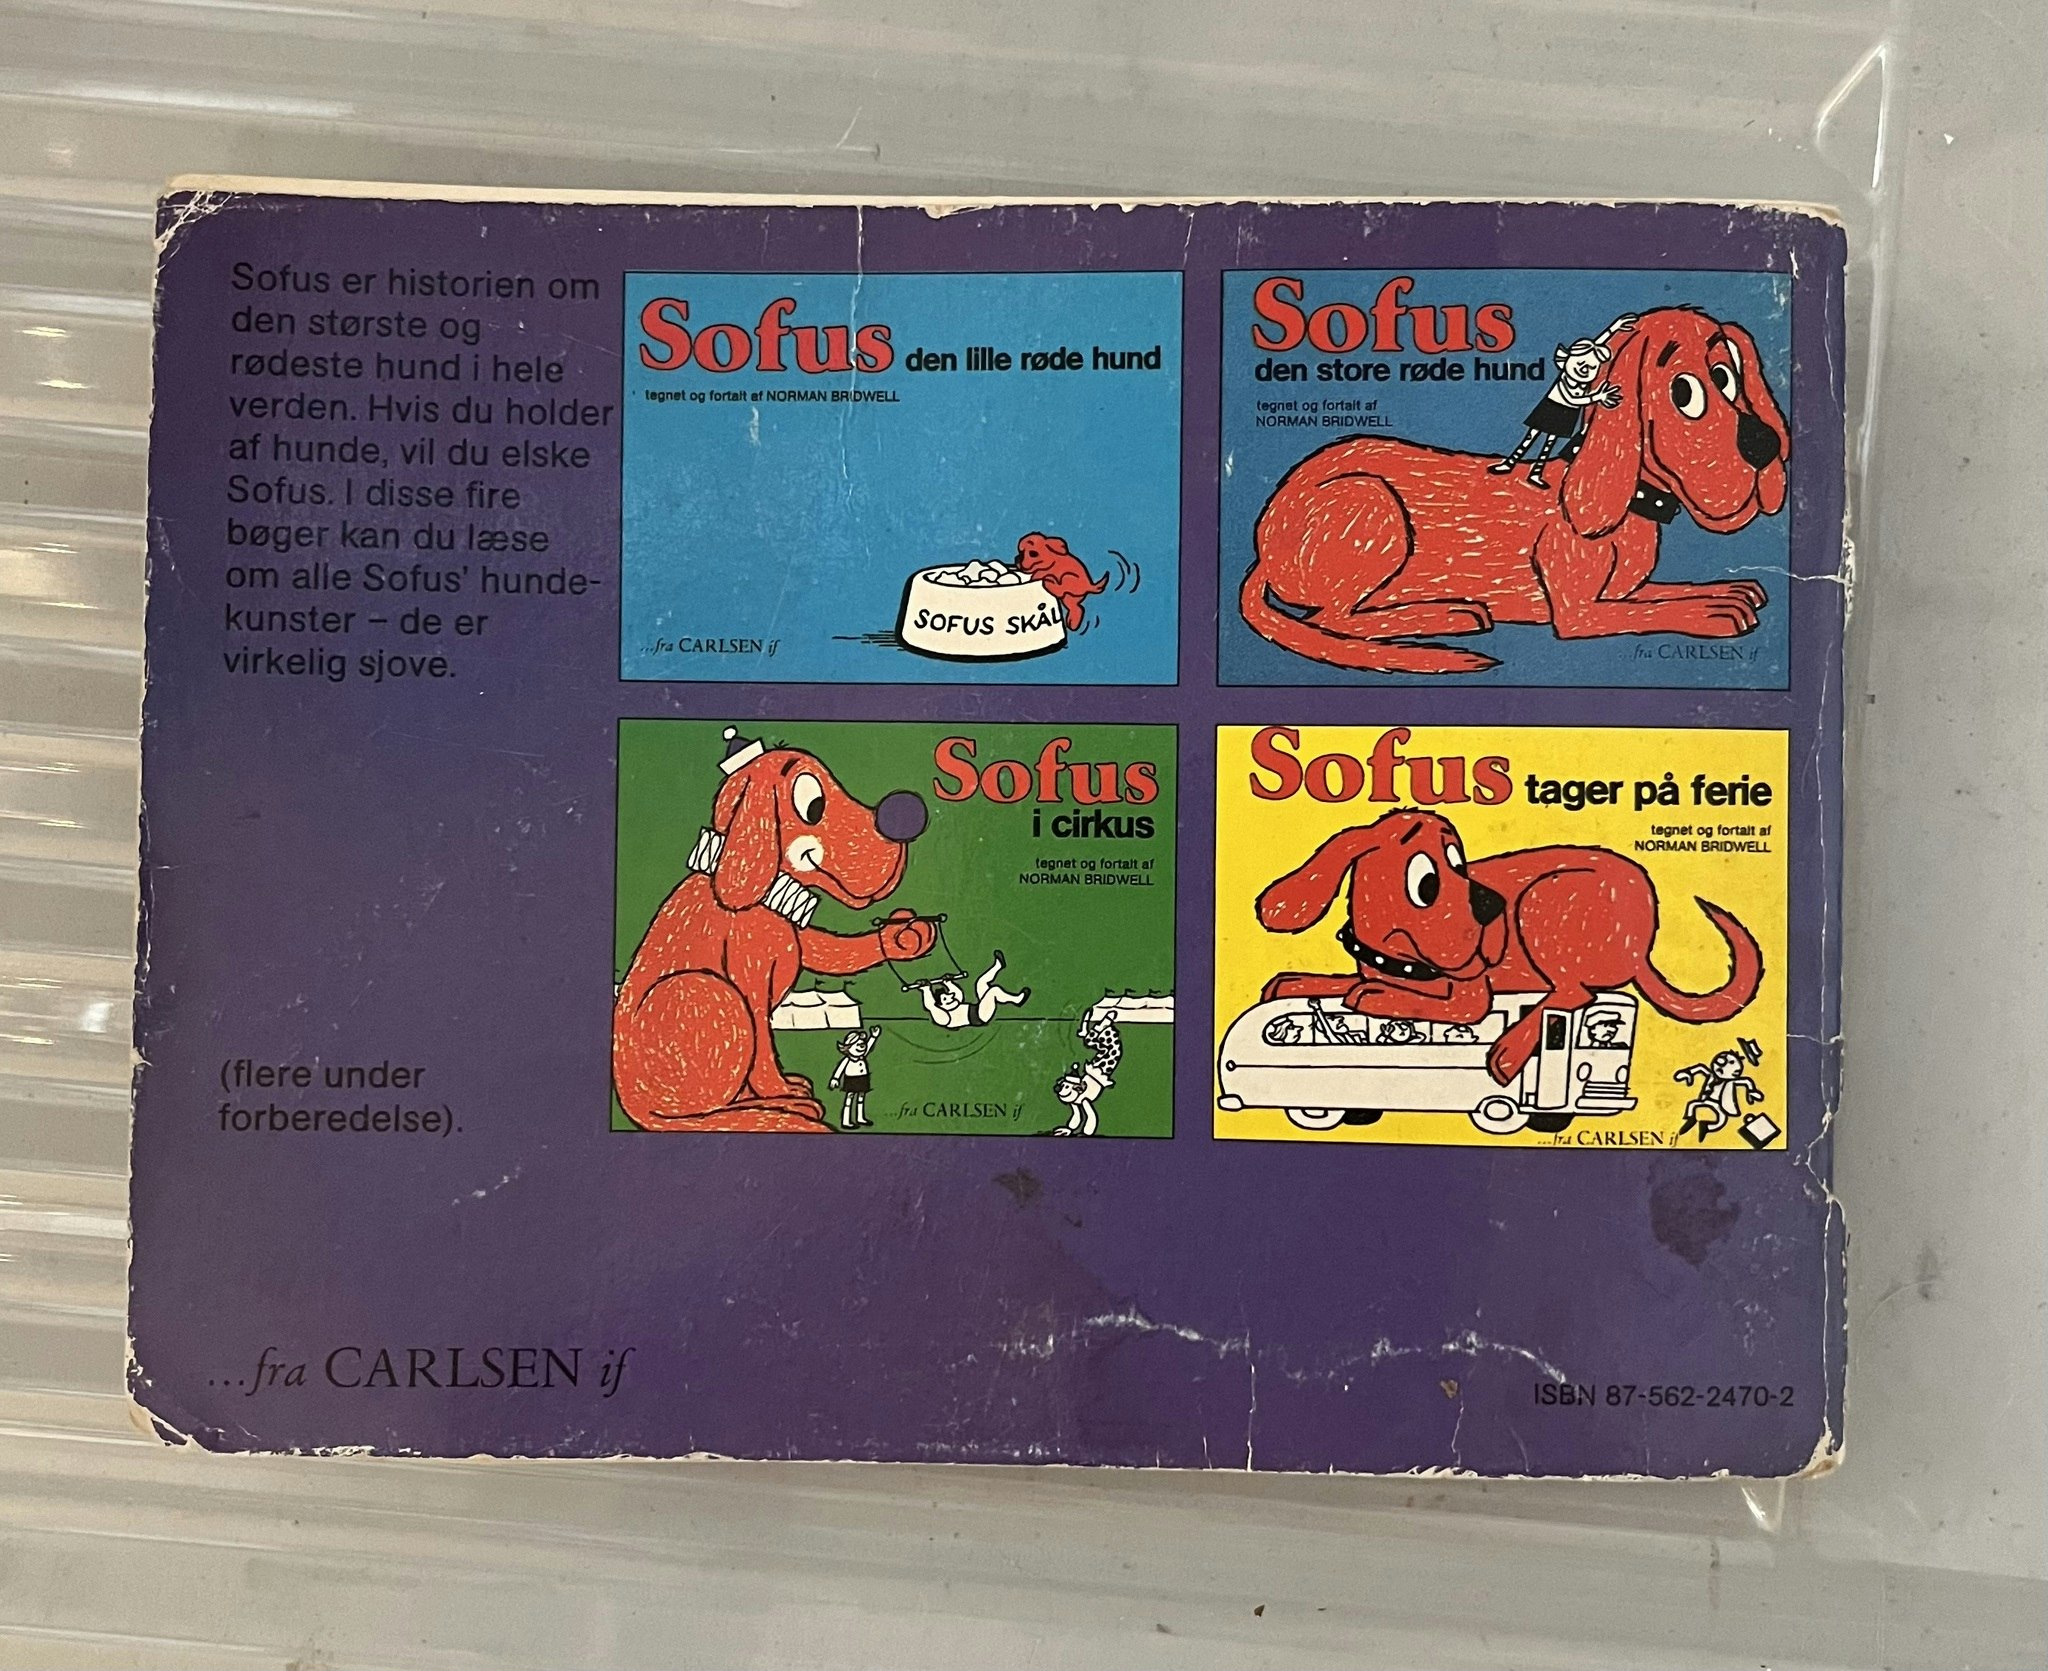 Sofus er historien om
den største og
rødeste hund i hele
verden. Hvis du holder
af hunde, vil du elske
Sofus. I disse fire
bøger kan du læse
om alle Sofus' hunde-
kunster – de er
virkelig sjove.
(flere under
forberedelse).
Sofus den lille røde hund
tegnet og fortalt af NORMAN BRIDWELL
SOFUS SKÅL
...fra CARLSEN if
Sofus
den store røde hund
tegnet og fortalt af
NORMAN BRIDWELL
...fra CARLSEN if
Sofus
i cirkus
tegnet og fortalt af
NORMAN BRIDWELL
...fra CARLSEN if
Sofus tager på ferie
tegnet og fortalt af
NORMAN BRIDWELL
...fra CARLSEN if
...fra CARLSEN if
ISBN 87-562-2470-2